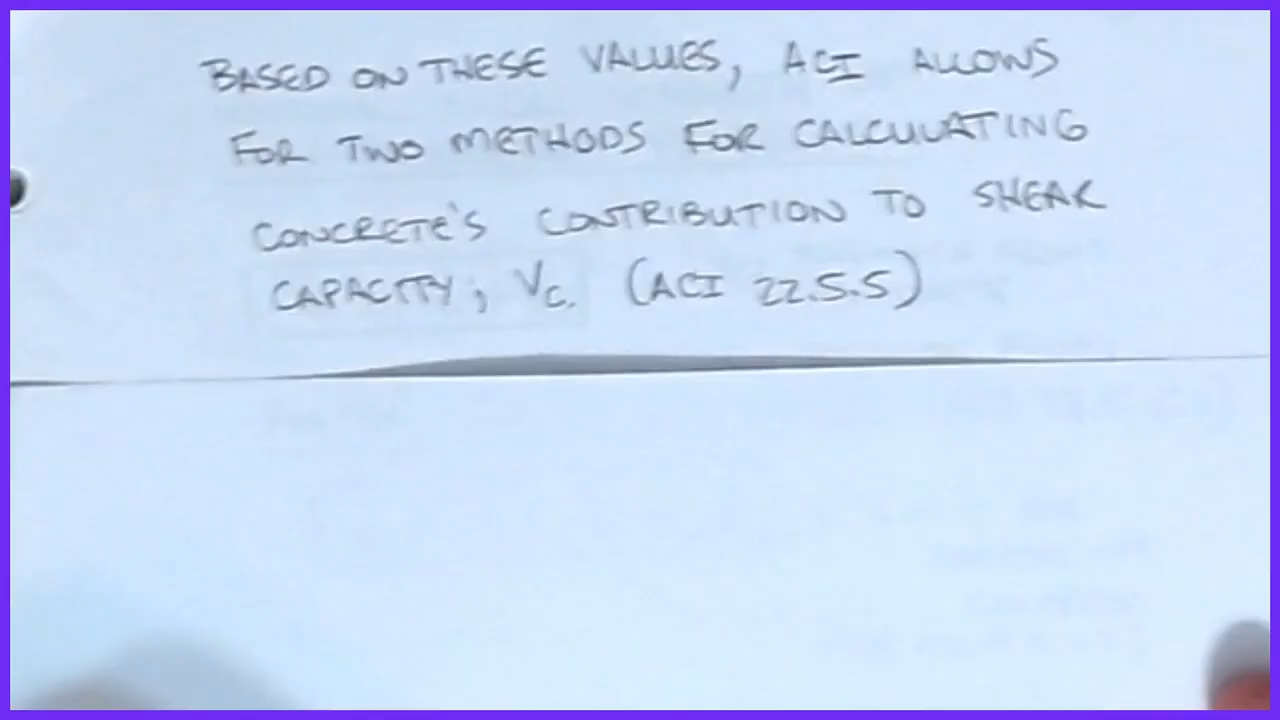 BASED ON THESE VALUES, ACI ALLOWS
FOR TWO METHODS FOR CALCULATING
CONCRETE'S CONTRIBUTION TO SHEAR
CAPACITY; Vc. (ACI 22.5.5)